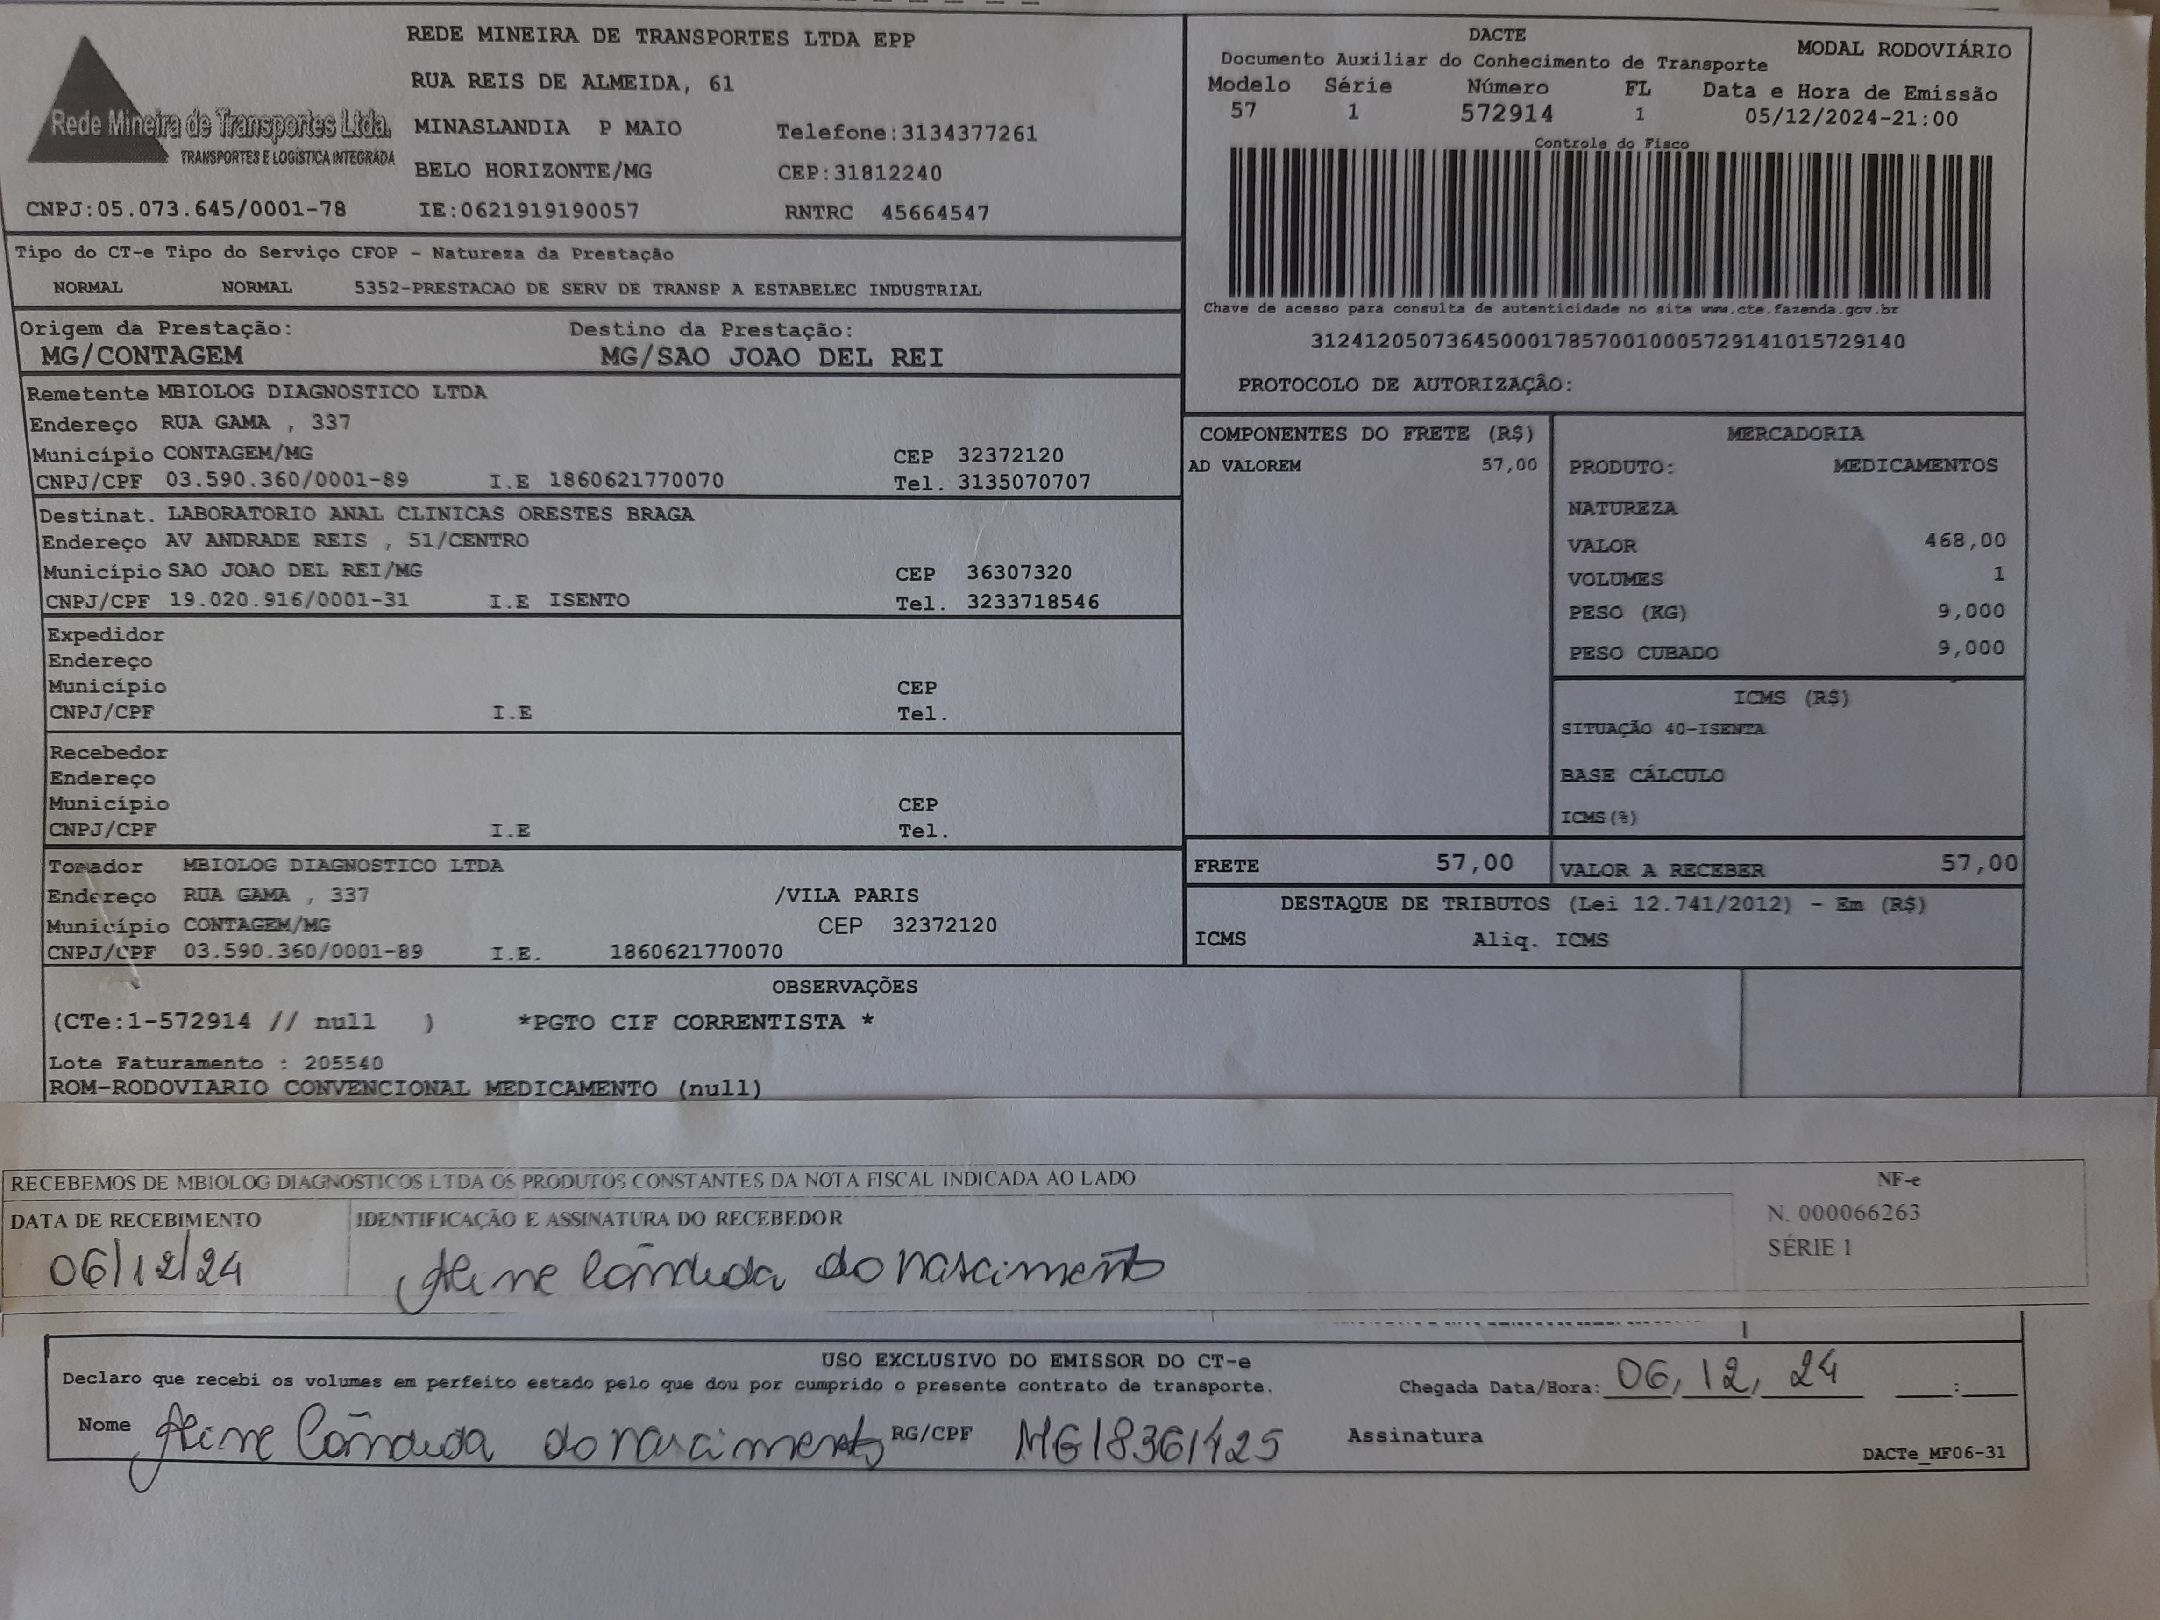 REDE MINEIRA DE TRANSPORTES LTDA EPP
RUA REIS DE ALMEIDA, 61
Rede Mineira de Transportes Ltda.
TRANSPORTES E LOGÍSTICA INTEGRADA
MINASLANDIA P MAIO Telefone:3134377261
BELO HORIZONTE/MG CEP:31812240
CNPJ:05.073.645/0001-78 IE:0621919190057 RNTRC 45664547
DACTE
MODAL RODOVIÁRIO
Documento Auxiliar do Conhecimento de Transporte
Modelo Série Número FL Data e Hora de Emissão
57 1 572914 1 05/12/2024-21:00
Controle do Fisco
Chave de acesso para consulta de autenticidade no site www.cte.fazenda.gov.br
31241205073645000178570010005729141015729140
PROTOCOLO DE AUTORIZAÇÃO:
Tipo do CT-e Tipo do Serviço CFOP - Natureza da Prestação
NORMAL NORMAL 5352-PRESTACAO DE SERV DE TRANSP A ESTABELEC INDUSTRIAL
Origem da Prestação: Destino da Prestação:
MG/CONTAGEM MG/SAO JOAO DEL REI
Remetente MBIOLOG DIAGNOSTICO LTDA
Endereço RUA GAMA , 337
Município CONTAGEM/MG CEP 32372120
CNPJ/CPF 03.590.360/0001-89 I.E 1860621770070 Tel. 3135070707
Destinat. LABORATORIO ANAL CLINICAS ORESTES BRAGA
Endereço AV ANDRADE REIS , 51/CENTRO
Município SAO JOAO DEL REI/MG CEP 36307320
CNPJ/CPF 19.020.916/0001-31 I.E ISENTO Tel. 3233718546
Expedidor
Endereço
Município CEP
CNPJ/CPF I.E Tel.
Recebedor
Endereço
Município CEP
CNPJ/CPF I.E Tel.
Tomador MBIOLOG DIAGNOSTICO LTDA
Endereço RUA GAMA , 337 /VILA PARIS
Município CONTAGEM/MG CEP 32372120
CNPJ/CPF 03.590.360/0001-89 I.E. 1860621770070
COMPONENTES DO FRETE (R$)
AD VALOREM 57,00
MERCADORIA
PRODUTO: MEDICAMENTOS
NATUREZA
VALOR 468,00
VOLUMES 1
PESO (KG) 9,000
PESO CUBADO 9,000
ICMS (R$)
SITUAÇÃO 40-ISENTA
BASE CÁLCULO
ICMS(%)
FRETE 57,00 VALOR A RECEBER 57,00
DESTAQUE DE TRIBUTOS (Lei 12.741/2012) - Em (R$)
ICMS Aliq. ICMS
OBSERVAÇÕES
(CTe:1-572914 // null ) *PGTO CIF CORRENTISTA *
Lote Faturamento : 205540
ROM-RODOVIARIO CONVENCIONAL MEDICAMENTO (null)
RECEBEMOS DE MBIOLOG DIAGNOSTICOS LTDA OS PRODUTOS CONSTANTES DA NOTA FISCAL INDICADA AO LADO
NF-e
N. 000066263
SÉRIE 1
DATA DE RECEBIMENTO IDENTIFICAÇÃO E ASSINATURA DO RECEBEDOR
06/12/24 Aline Cândida do nascimento
USO EXCLUSIVO DO EMISSOR DO CT-e
Declaro que recebi os volumes em perfeito estado pelo que dou por cumprido o presente contrato de transporte.
Chegada Data/Hora: 06/12/24 :
Nome Aline Cândida do nascimento RG/CPF MG18361425 Assinatura
DACTe_MF06-31